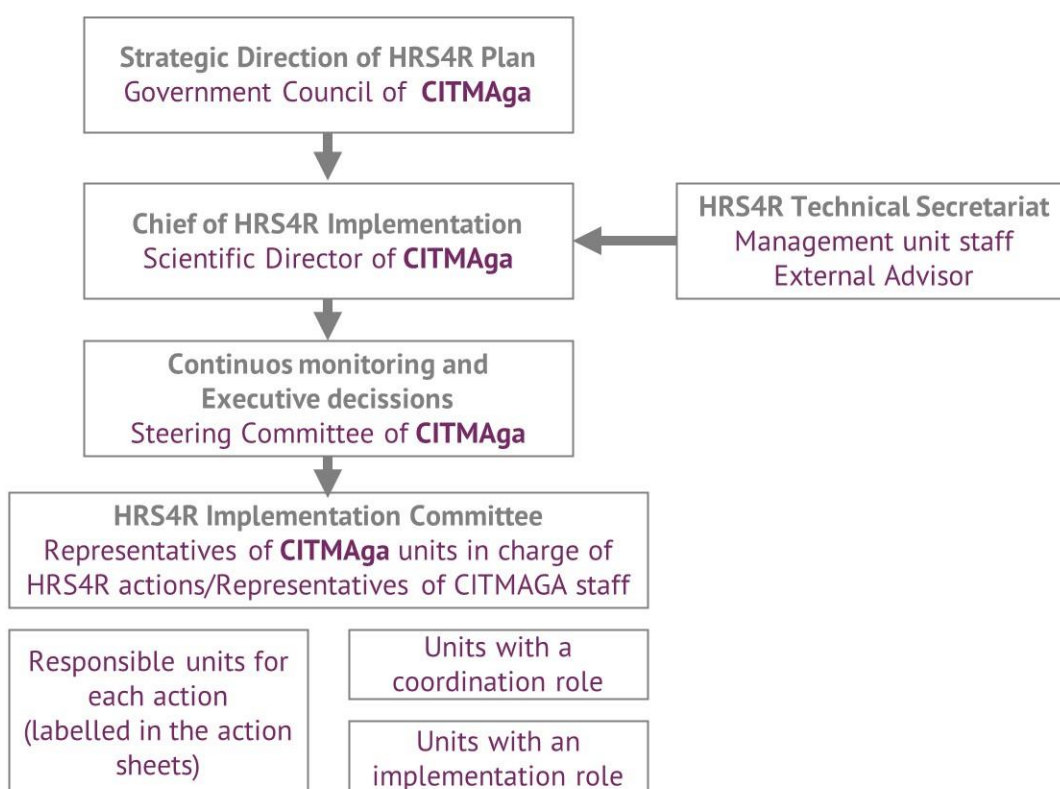 Strategic Direction of HRS4R Plan
Government Council of CITMAga
Chief of HRS4R Implementation
Scientific Director of CITMAga
HRS4R Technical Secretariat
Management unit staff
External Advisor
Continuos monitoring and
Executive decissions
Steering Committee of CITMAga
HRS4R Implementation Committee
Representatives of CITMAga units in charge of
HRS4R actions/Representatives of CITMAGA staff
Responsible units for
each action
(labelled in the action
sheets)
Units with a
coordination role
Units with an
implementation role